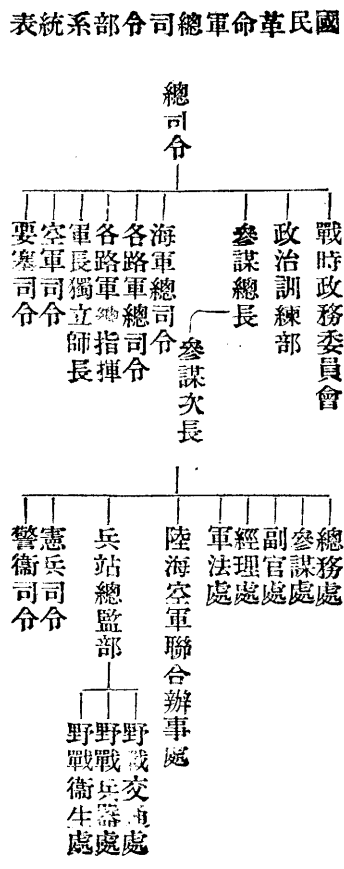 國民革命軍總司令部系統表
總司令
戰時政務委員會
政治訓練部
參謀總長
參謀次長
海軍總司令
各路軍總司令
各路軍總指揮
軍長獨立師長
空軍司令
要塞司令
總務處
參謀處
副官處
經理處
軍法處
陸海空軍聯合辦事處
兵站總監部
憲兵司令
警衞司令
野戰交通處
野戰兵器處
野戰衞生處